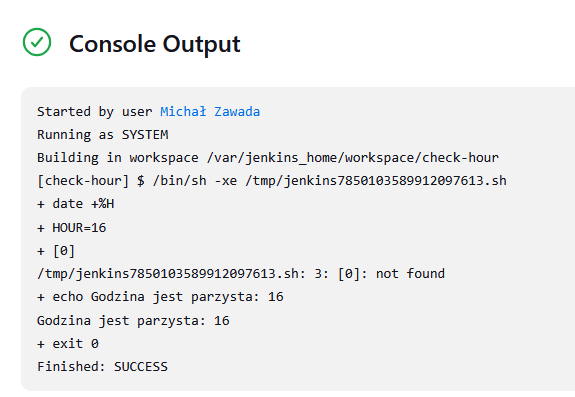 Console Output
Started by user Michał Zawada
Running as SYSTEM
Building in workspace /var/jenkins_home/workspace/check-hour
[check-hour] $ /bin/sh -xe /tmp/jenkins7850103589912097613.sh
+ date +%H
+ HOUR=16
+ [0]
/tmp/jenkins7850103589912097613.sh: 3: [0]: not found
+ echo Godzina jest parzysta: 16
Godzina jest parzysta: 16
+ exit 0
Finished: SUCCESS